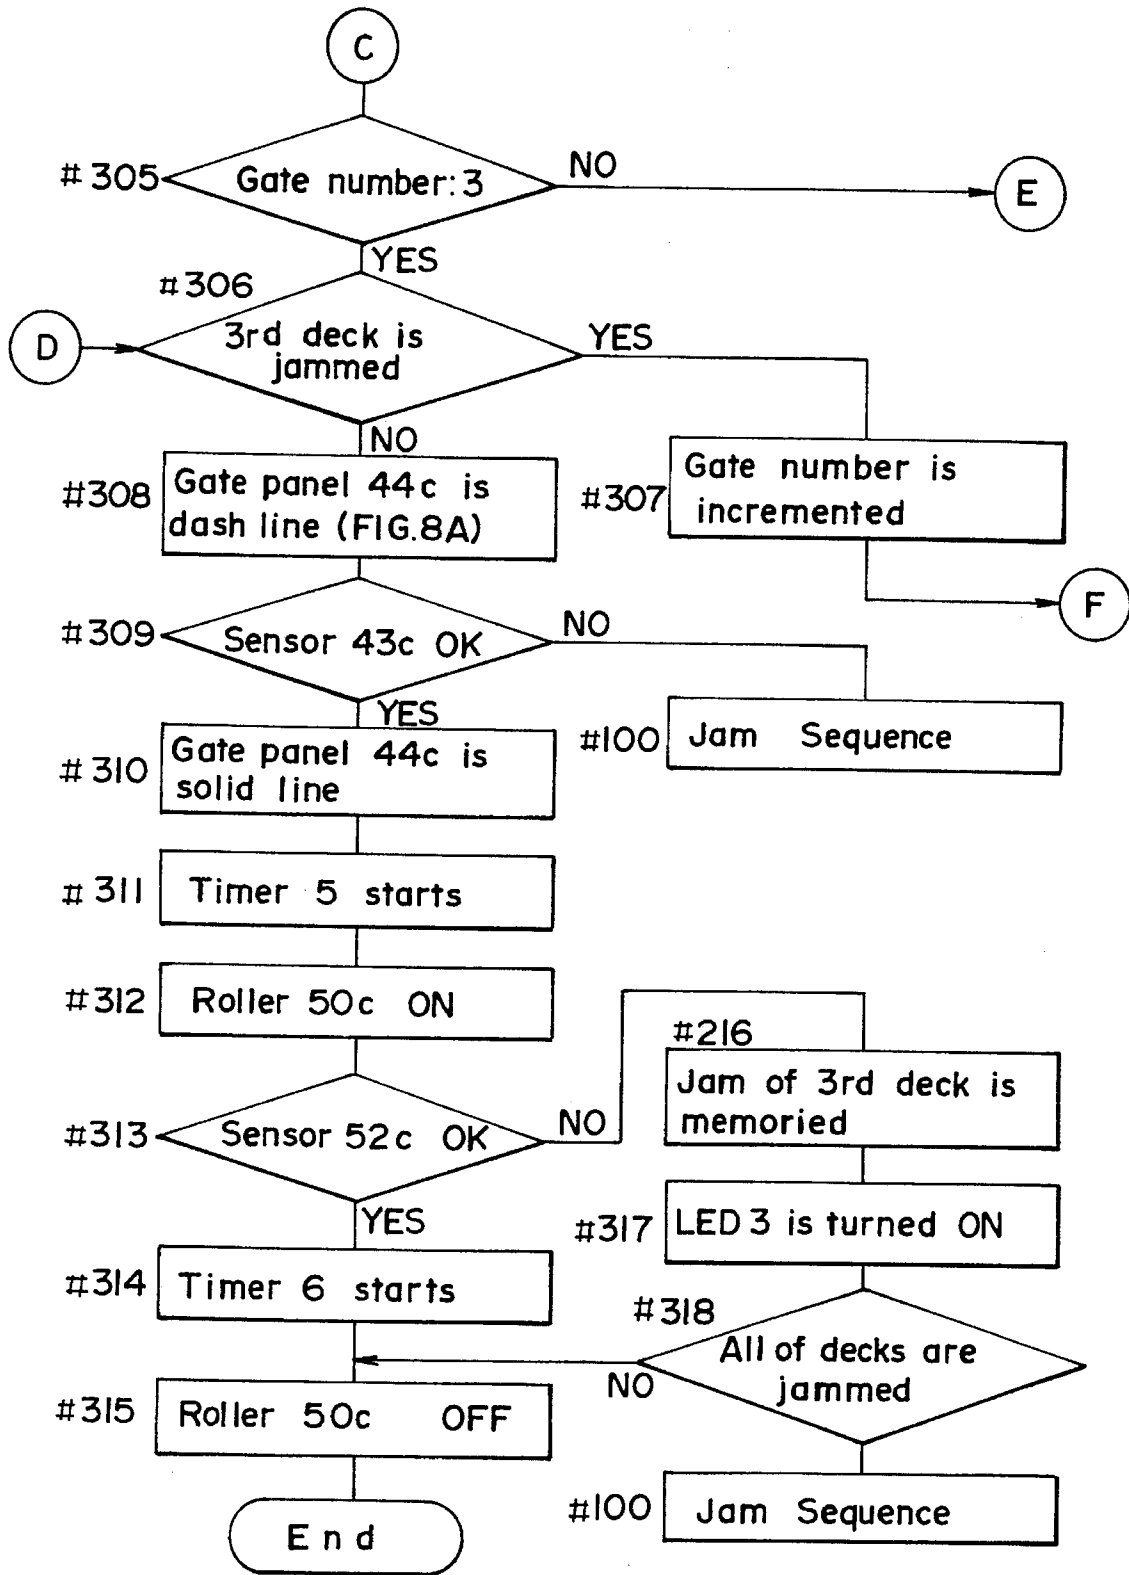 C
#305
Gate number:3
NO
E
YES
#306
D
3rd deck is
jammed
YES
NO
#308
Gate panel 44c is
dash line (FIG.8A)
#307
Gate number is
incremented
F
#309
Sensor 43c OK
NO
YES
#310
Gate panel 44c is
solid line
#100
Jam Sequence
#311
Timer 5 starts
#312
Roller 50c ON
#216
Jam of 3rd deck is
memoried
#313
Sensor 52c OK
NO
YES
#317
LED3 is turned ON
#314
Timer 6 starts
#318
All of decks are
jammed
NO
#315
Roller 50c OFF
#100
Jam Sequence
End